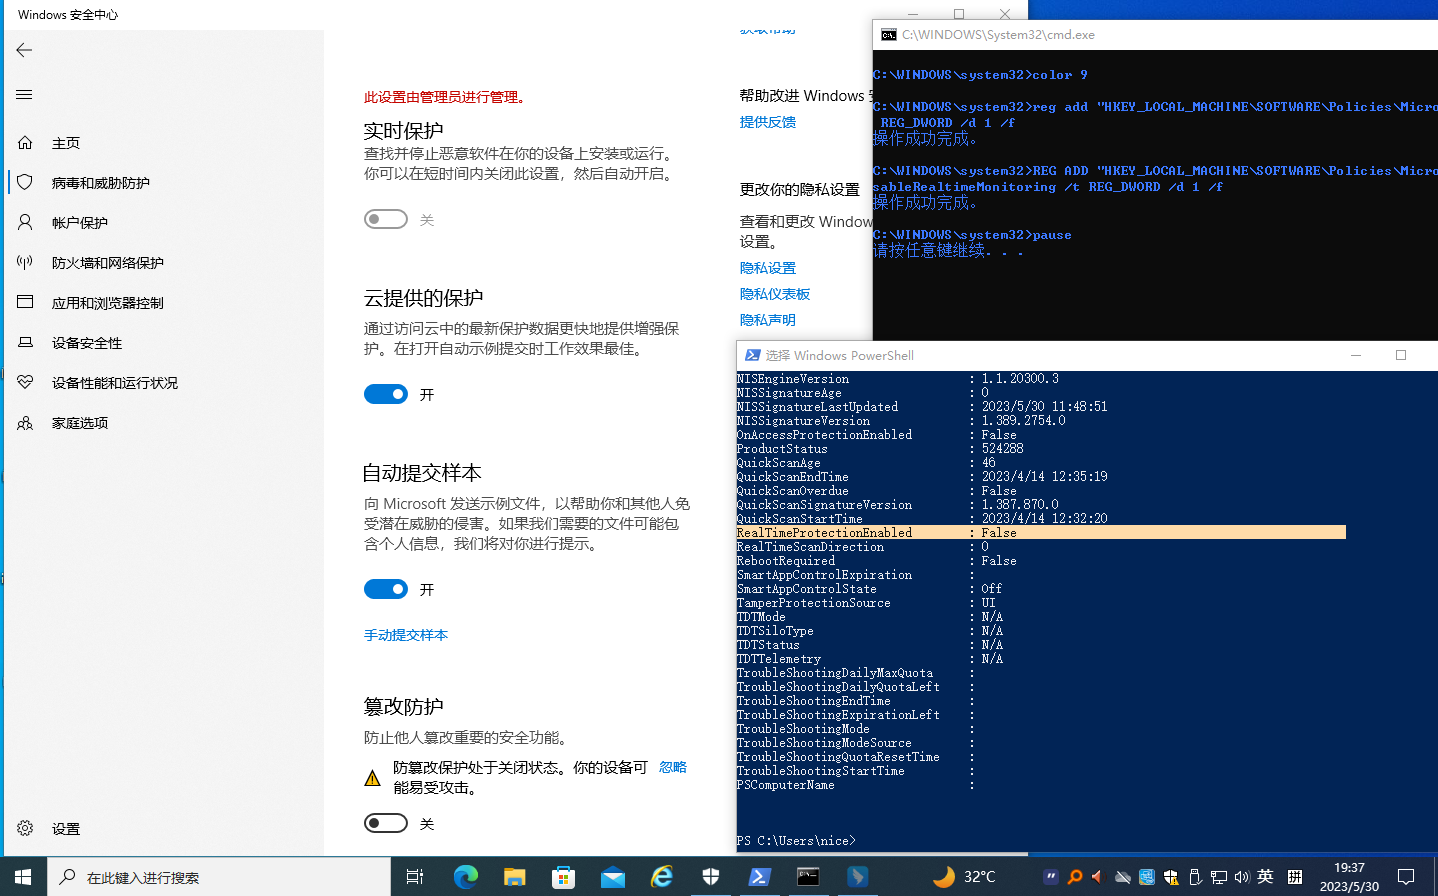 Windows 安全中心
主页
病毒和威胁防护
帐户保护
防火墙和网络保护
应用和浏览器控制
设备安全性
设备性能和运行状况
家庭选项
设置
此设置由管理员进行管理。
实时保护
查找并停止恶意软件在你的设备上安装或运行。
你可以在短时间内关闭此设置，然后自动开启。
关
云提供的保护
通过访问云中的最新保护数据更快地提供增强保
护。在打开自动示例提交时工作效果最佳。
开
自动提交样本
向 Microsoft 发送示例文件，以帮助你和其他人免
受潜在威胁的侵害。如果我们需要的文件可能包
含个人信息，我们将对你进行提示。
开
手动提交样本
篡改防护
防止他人篡改重要的安全功能。
防篡改保护处于关闭状态。你的设备可
能易受攻击。
忽略
关
获取帮助
帮助改进 Windows
提供反馈
更改你的隐私设置
查看和更改 Window
设置。
隐私设置
隐私仪表板
隐私声明
C:\WINDOWS\System32\cmd.exe
C:\WINDOWS\system32>color 9
C:\WINDOWS\system32>reg add "HKEY_LOCAL_MACHINE\SOFTWARE\Policies\Micro
REG_DWORD /d 1 /f
操作成功完成。
C:\WINDOWS\system32>REG ADD "HKEY_LOCAL_MACHINE\SOFTWARE\Policies\Micro
sableRealtimeMonitoring /t REG_DWORD /d 1 /f
操作成功完成。
C:\WINDOWS\system32>pause
请按任意键继续. . .
选择 Windows PowerShell
NISEngineVersion : 1.1.20300.3
NISSignatureAge : 0
NISSignatureLastUpdated : 2023/5/30 11:48:51
NISSignatureVersion : 1.389.2754.0
OnAccessProtectionEnabled : False
ProductStatus : 524288
QuickScanAge : 46
QuickScanEndTime : 2023/4/14 12:35:19
QuickScanOverdue : False
QuickScanSignatureVersion : 1.387.870.0
QuickScanStartTime : 2023/4/14 12:32:20
RealTimeProtectionEnabled : False
RealTimeScanDirection : 0
RebootRequired : False
SmartAppControlExpiration :
SmartAppControlState : Off
TamperProtectionSource : UI
TDTMode : N/A
TDTSiloType : N/A
TDTStatus : N/A
TDTTelemetry : N/A
TroubleShootingDailyMaxQuota :
TroubleShootingDailyQuotaLeft :
TroubleShootingEndTime :
TroubleShootingExpirationLeft :
TroubleShootingMode :
TroubleShootingModeSource :
TroubleShootingQuotaResetTime :
TroubleShootingStartTime :
PSComputerName :
PS C:\Users\nice>
在此键入进行搜索
32°C
英
拼
19:37
2023/5/30